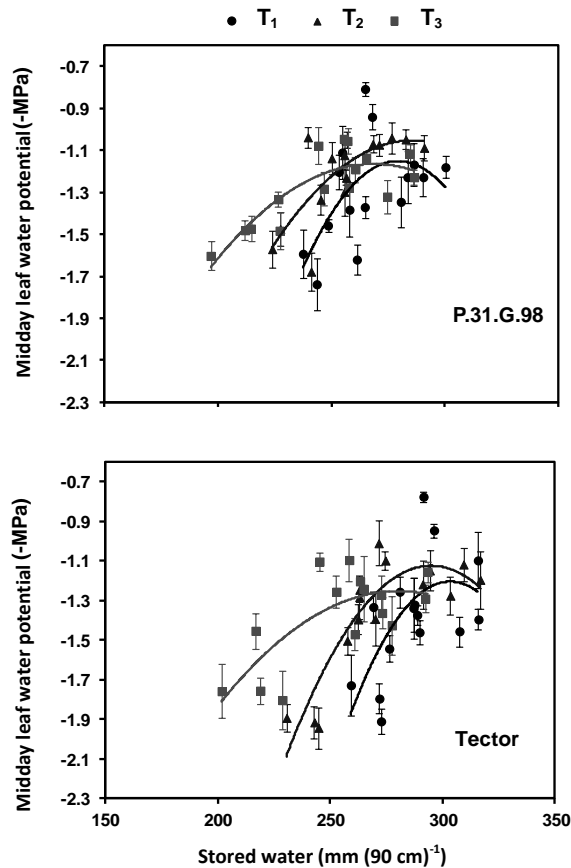 T₁ T₂ T₃
Midday leaf water potential (-MPa)
-0.7
-0.9
-1.1
-1.3
-1.5
-1.7
-1.9
-2.1
-2.3
P.31.G.98
Midday leaf water potential (-MPa)
-0.7
-0.9
-1.1
-1.3
-1.5
-1.7
-1.9
-2.1
-2.3
Tector
150 200 250 300 350
Stored water (mm (90 cm)⁻¹)